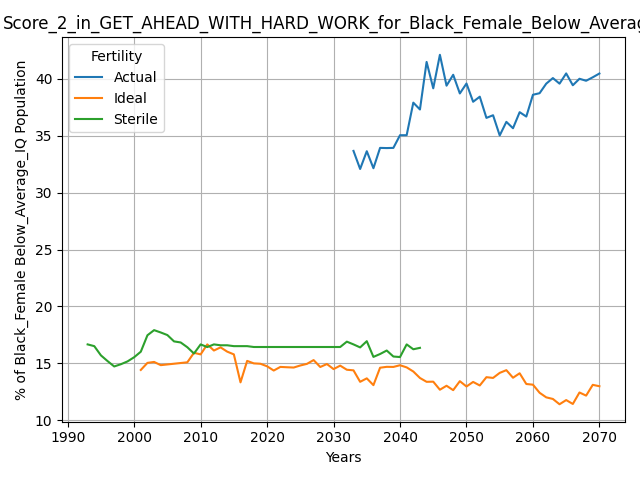 Score_2_in_GET_AHEAD_WITH_HARD_WORK_for_Black_Female_Below_Averag
Fertility
Actual
Ideal
Sterile
% of Black_Female Below_Average_IQ Population
40
35
30
25
20
15
10
1990 2000 2010 2020 2030 2040 2050 2060 2070
Years